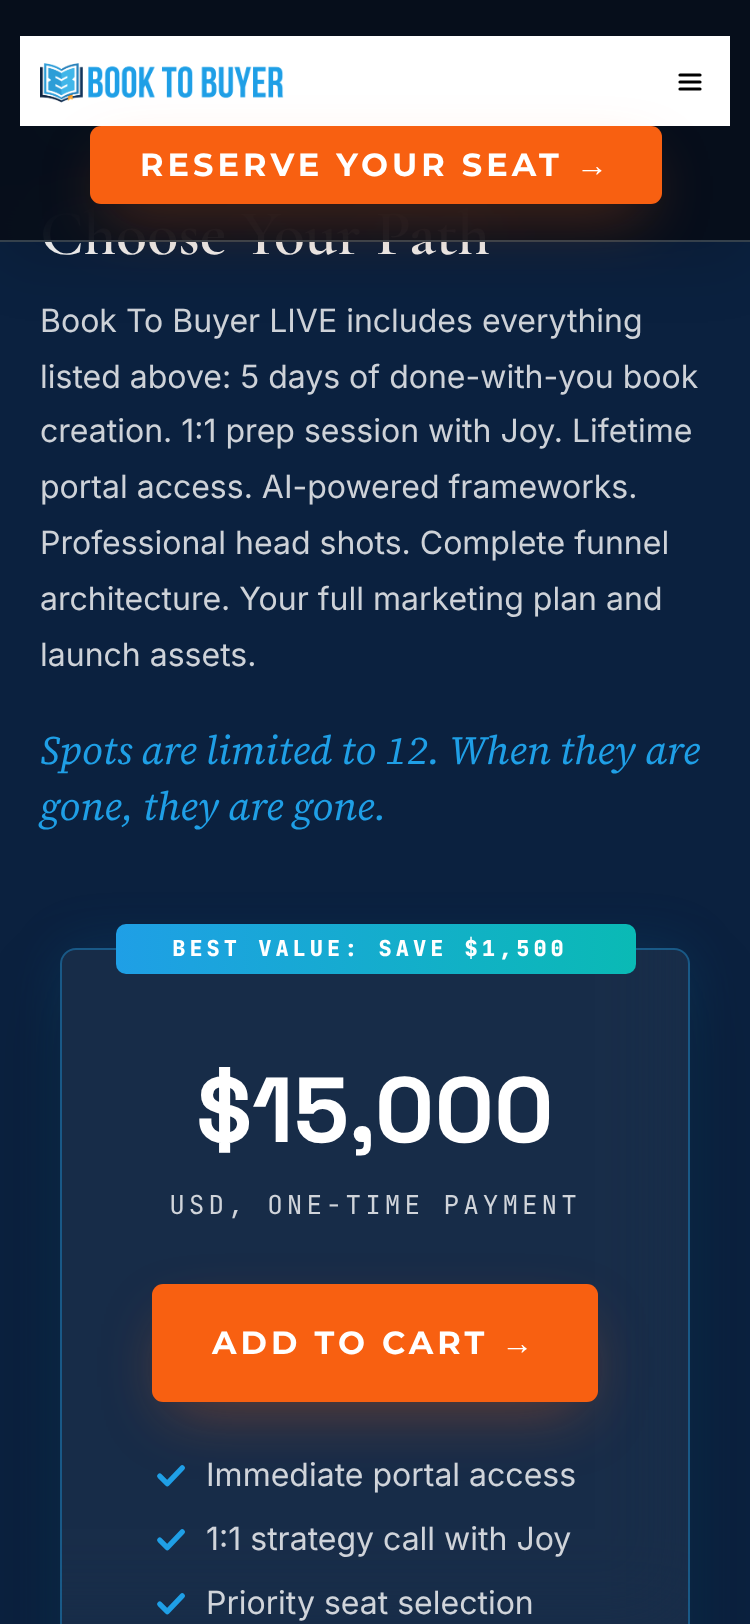 BOOK TO BUYER
RESERVE YOUR SEAT →
Choose Your Path
Book To Buyer LIVE includes everything
listed above: 5 days of done-with-you book
creation. 1:1 prep session with Joy. Lifetime
portal access. AI-powered frameworks.
Professional head shots. Complete funnel
architecture. Your full marketing plan and
launch assets.
Spots are limited to 12. When they are
gone, they are gone.
BEST VALUE: SAVE $1,500
$15,000
USD, ONE-TIME PAYMENT
ADD TO CART →
Immediate portal access
1:1 strategy call with Joy
Priority seat selection